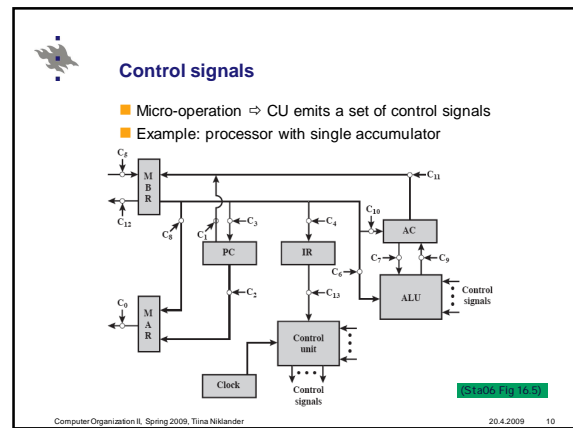 Control signals
Micro-operation ⇨ CU emits a set of control signals
Example: processor with single accumulator
C5
M
B
R
C11
C12
C8
C1
C3
C4
C10
AC
PC
IR
C6
C7
C9
C2
C13
ALU
Control
signals
C0
M
A
R
Control
unit
Clock
Control
signals
(Sta06 Fig 16.5)
Computer Organization II, Spring 2009, Tiina Niklander
20.4.2009
10